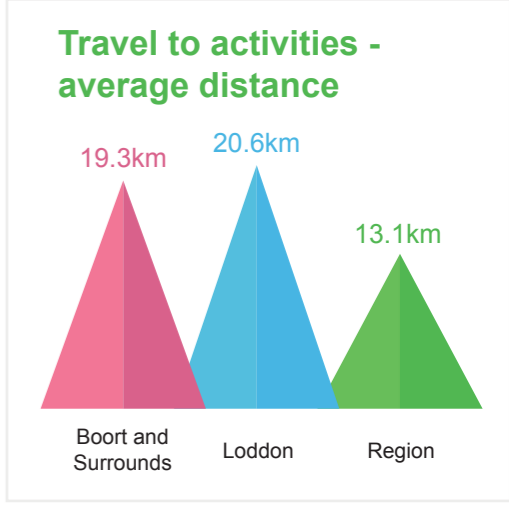 Travel to activities -
average distance
19.3km
20.6km
13.1km
Boort and
Surrounds
Loddon
Region